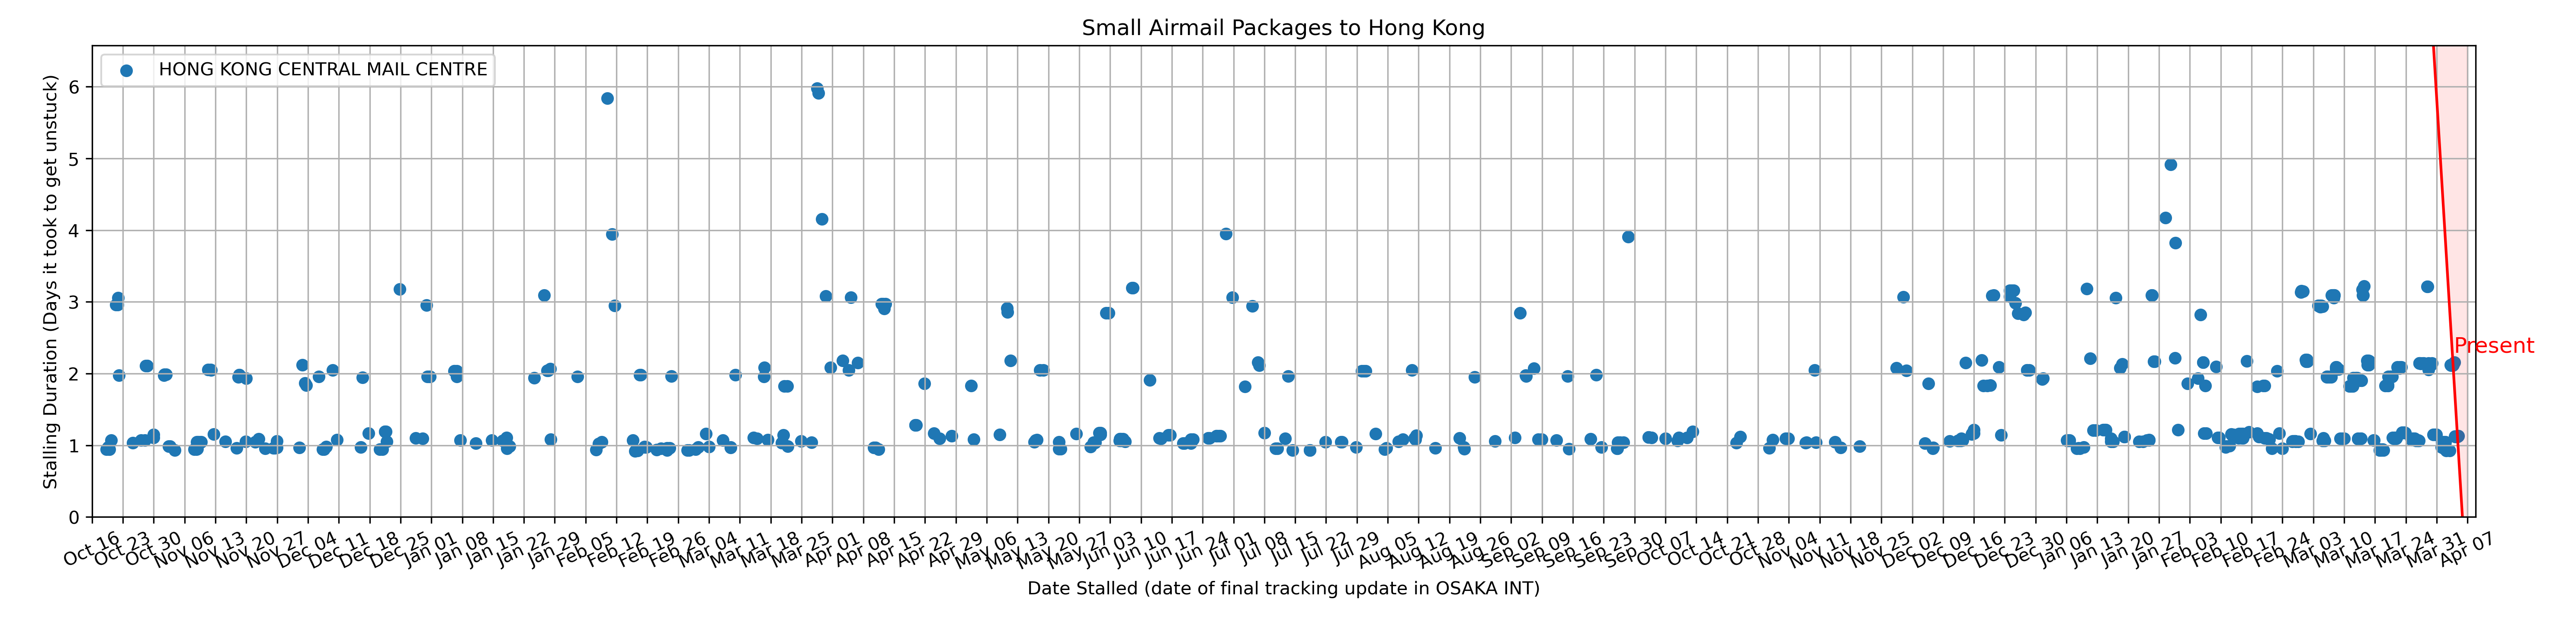 Small Airmail Packages to Hong Kong
HONG KONG CENTRAL MAIL CENTRE
Stalling Duration (Days it took to get unstuck)
6
5
4
3
2
1
0
Present
Oct 16 Oct 23 Oct 30 Nov 06 Nov 13 Nov 20 Nov 27 Dec 04 Dec 11 Dec 18 Dec 25 Jan 01 Jan 08 Jan 15 Jan 22 Jan 29 Feb 05 Feb 12 Feb 19 Feb 26 Mar 04 Mar 11 Mar 18 Mar 25 Apr 01 Apr 08 Apr 15 Apr 22 Apr 29 May 06 May 13 May 20 May 27 Jun 03 Jun 10 Jun 17 Jun 24 Jul 01 Jul 08 Jul 15 Jul 22 Jul 29 Aug 05 Aug 12 Aug 19 Aug 26 Sep 02 Sep 09 Sep 16 Sep 23 Sep 30 Oct 07 Oct 14 Oct 21 Oct 28 Nov 04 Nov 11 Nov 18 Nov 25 Dec 02 Dec 09 Dec 16 Dec 23 Dec 30 Jan 06 Jan 13 Jan 20 Jan 27 Feb 03 Feb 10 Feb 17 Feb 24 Mar 03 Mar 10 Mar 17 Mar 24 Mar 31 Apr 07
Date Stalled (date of final tracking update in OSAKA INT)